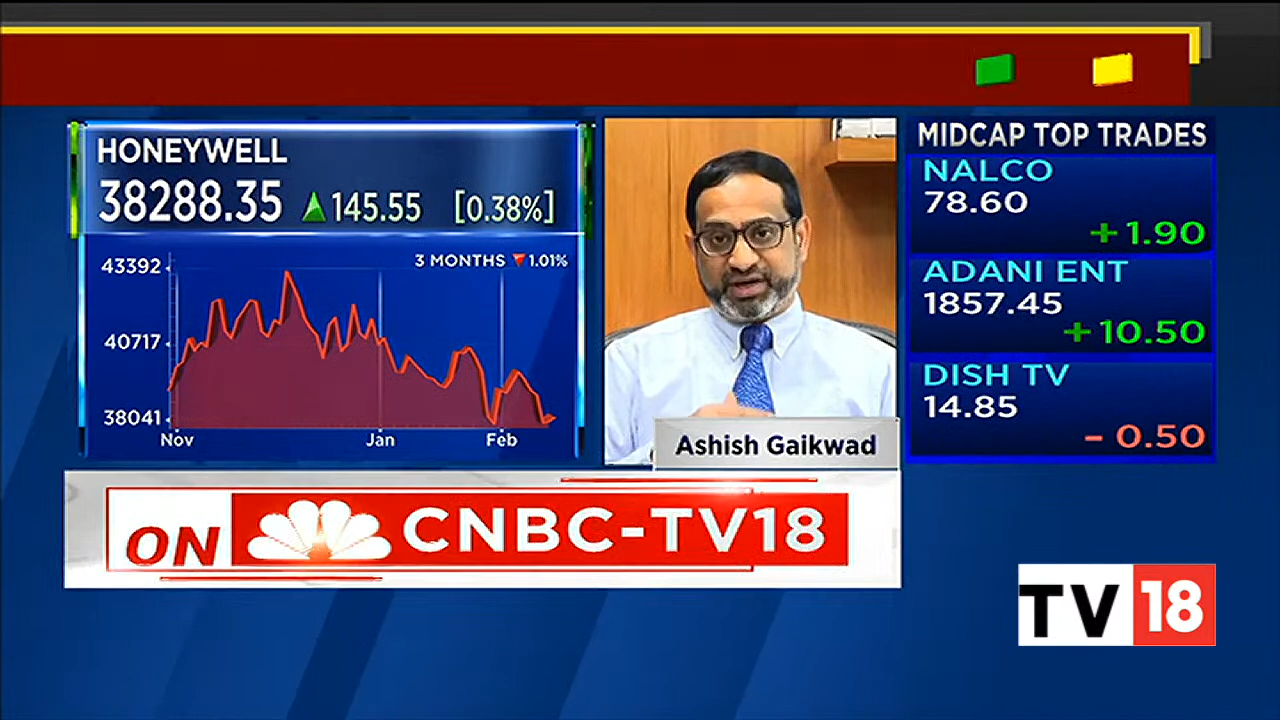 HONEYWELL
38288.35 ▲ 145.55 [0.38%]
3 MONTHS ▼ 1.01%
43392
40717
38041
Nov Jan Feb
Ashish Gaikwad
ON CNBC-TV18
MIDCAP TOP TRADES
NALCO
78.60
+ 1.90
ADANI ENT
1857.45
+ 10.50
DISH TV
14.85
- 0.50
TV18